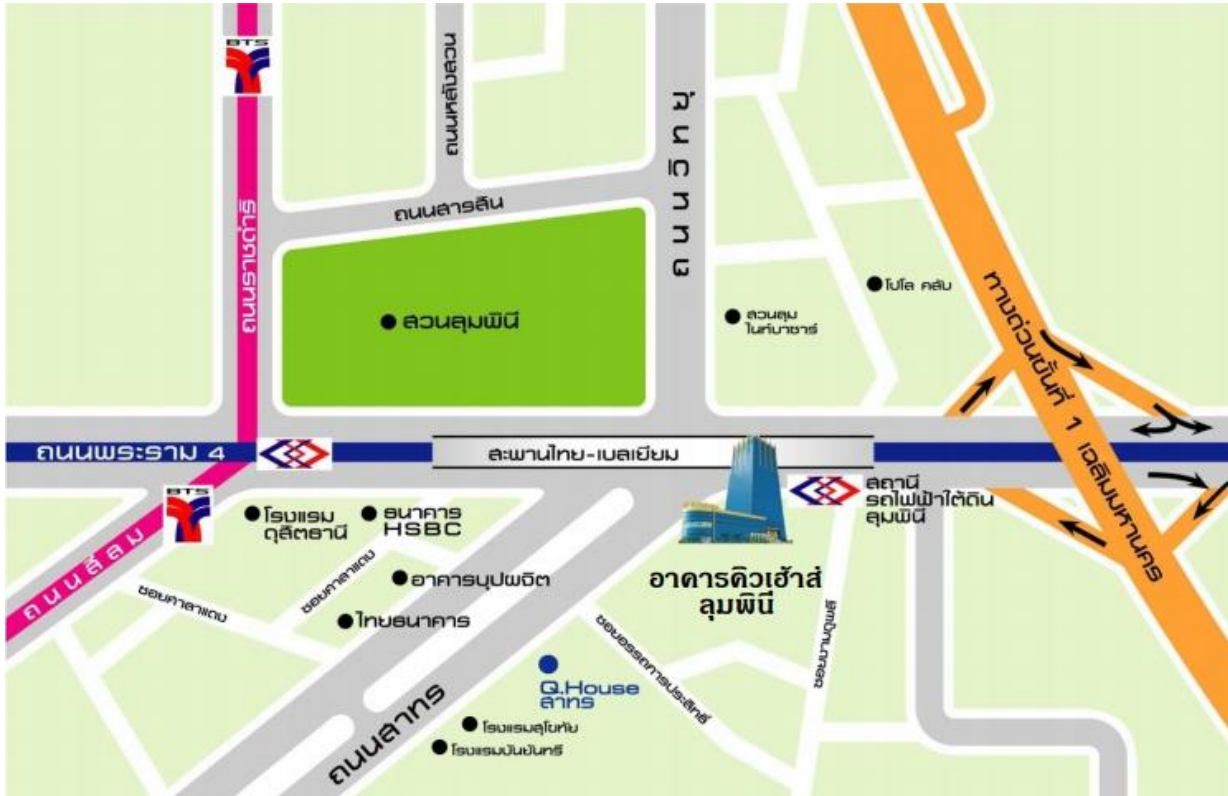 BTS
ถนนหลังสวน
ถนนวิทยุ
ถนนสารสิน
ถนนราชดำริ
โปโล คลับ
สวนลุมพินี
สวนลุม
ไนท์บาซาร์
ทางด่วนขั้นที่ 1 เฉลิมมหานคร
ถนนพระราม 4
สะพานไทย-เบลเยียม
สถานี
รถไฟฟ้าใต้ดิน
ลุมพินี
BTS
โรงแรม
ดุสิตธานี
ธนาคาร
HSBC
ถนนสีลม
ซอยศาลาแดง
ซอยศาลาแดง
อาคารบุปผจิต
ไทยธนาคาร
อาคารคิวเฮ้าส์
ลุมพินี
ซอยงามดูพลี
ซอยอรรถการประสิทธิ์
Q.House
สาทร
โรงแรมสุโขทัย
โรงแรมบันยันทรี
ถนนสาทร